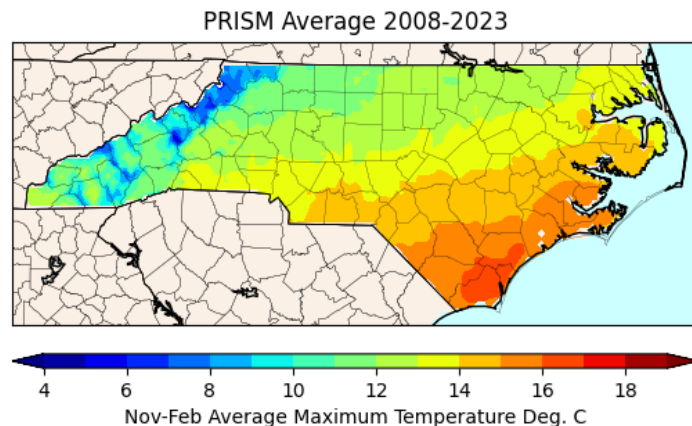 PRISM Average 2008-2023
4 6 8 10 12 14 16 18
Nov-Feb Average Maximum Temperature Deg. C